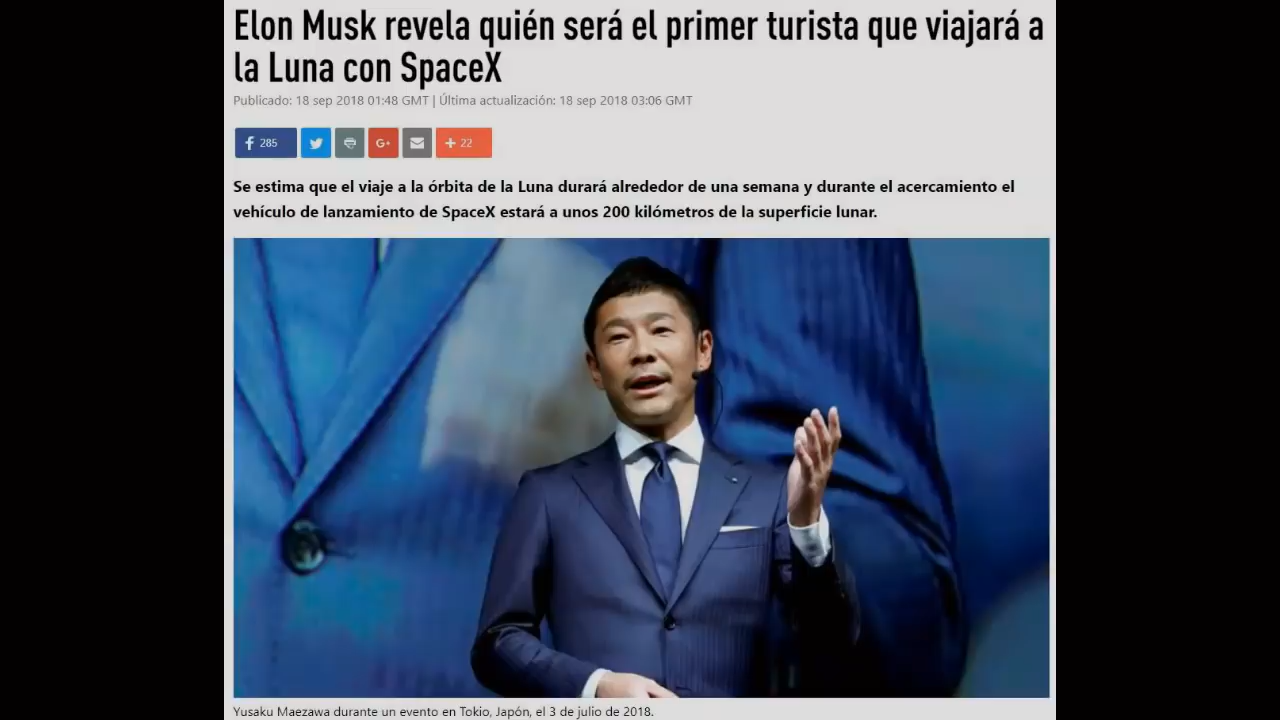 Elon Musk revela quién será el primer turista que viajará a
la Luna con SpaceX
Publicado: 18 sep 2018 01:48 GMT | Última actualización: 18 sep 2018 03:06 GMT
f 285
G+
+ 22
Se estima que el viaje a la órbita de la Luna durará alrededor de una semana y durante el acercamiento el
vehículo de lanzamiento de SpaceX estará a unos 200 kilómetros de la superficie lunar.
Yusaku Maezawa durante un evento en Tokio, Japón, el 3 de julio de 2018.